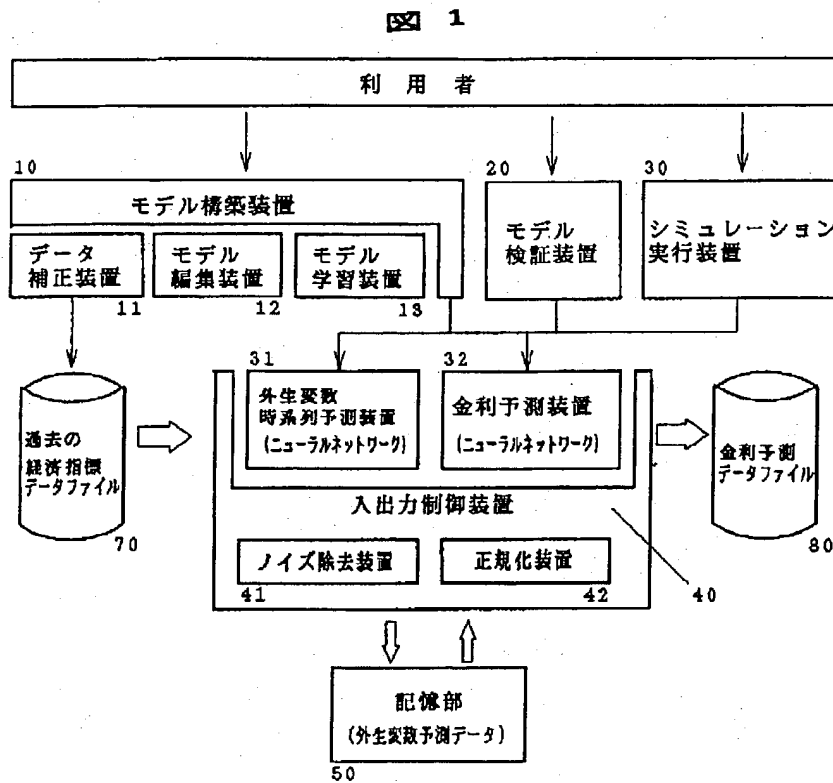 図 1
利 用 者
10
モデル構築装置
20
モデル
検証装置
30
シミュレーション
実行装置
データ
補正装置
11
モデル
編集装置
12
モデル
学習装置
13
31
外生変数
時系列予測装置
(ニューラルネットワーク)
32
金利予測装置
(ニューラルネットワーク)
過去の
経済指標
データファイル
70
金利予測
データファイル
80
入出力制御装置
ノイズ除去装置
41
正規化装置
42
40
記憶部
(外生変数予測データ)
50